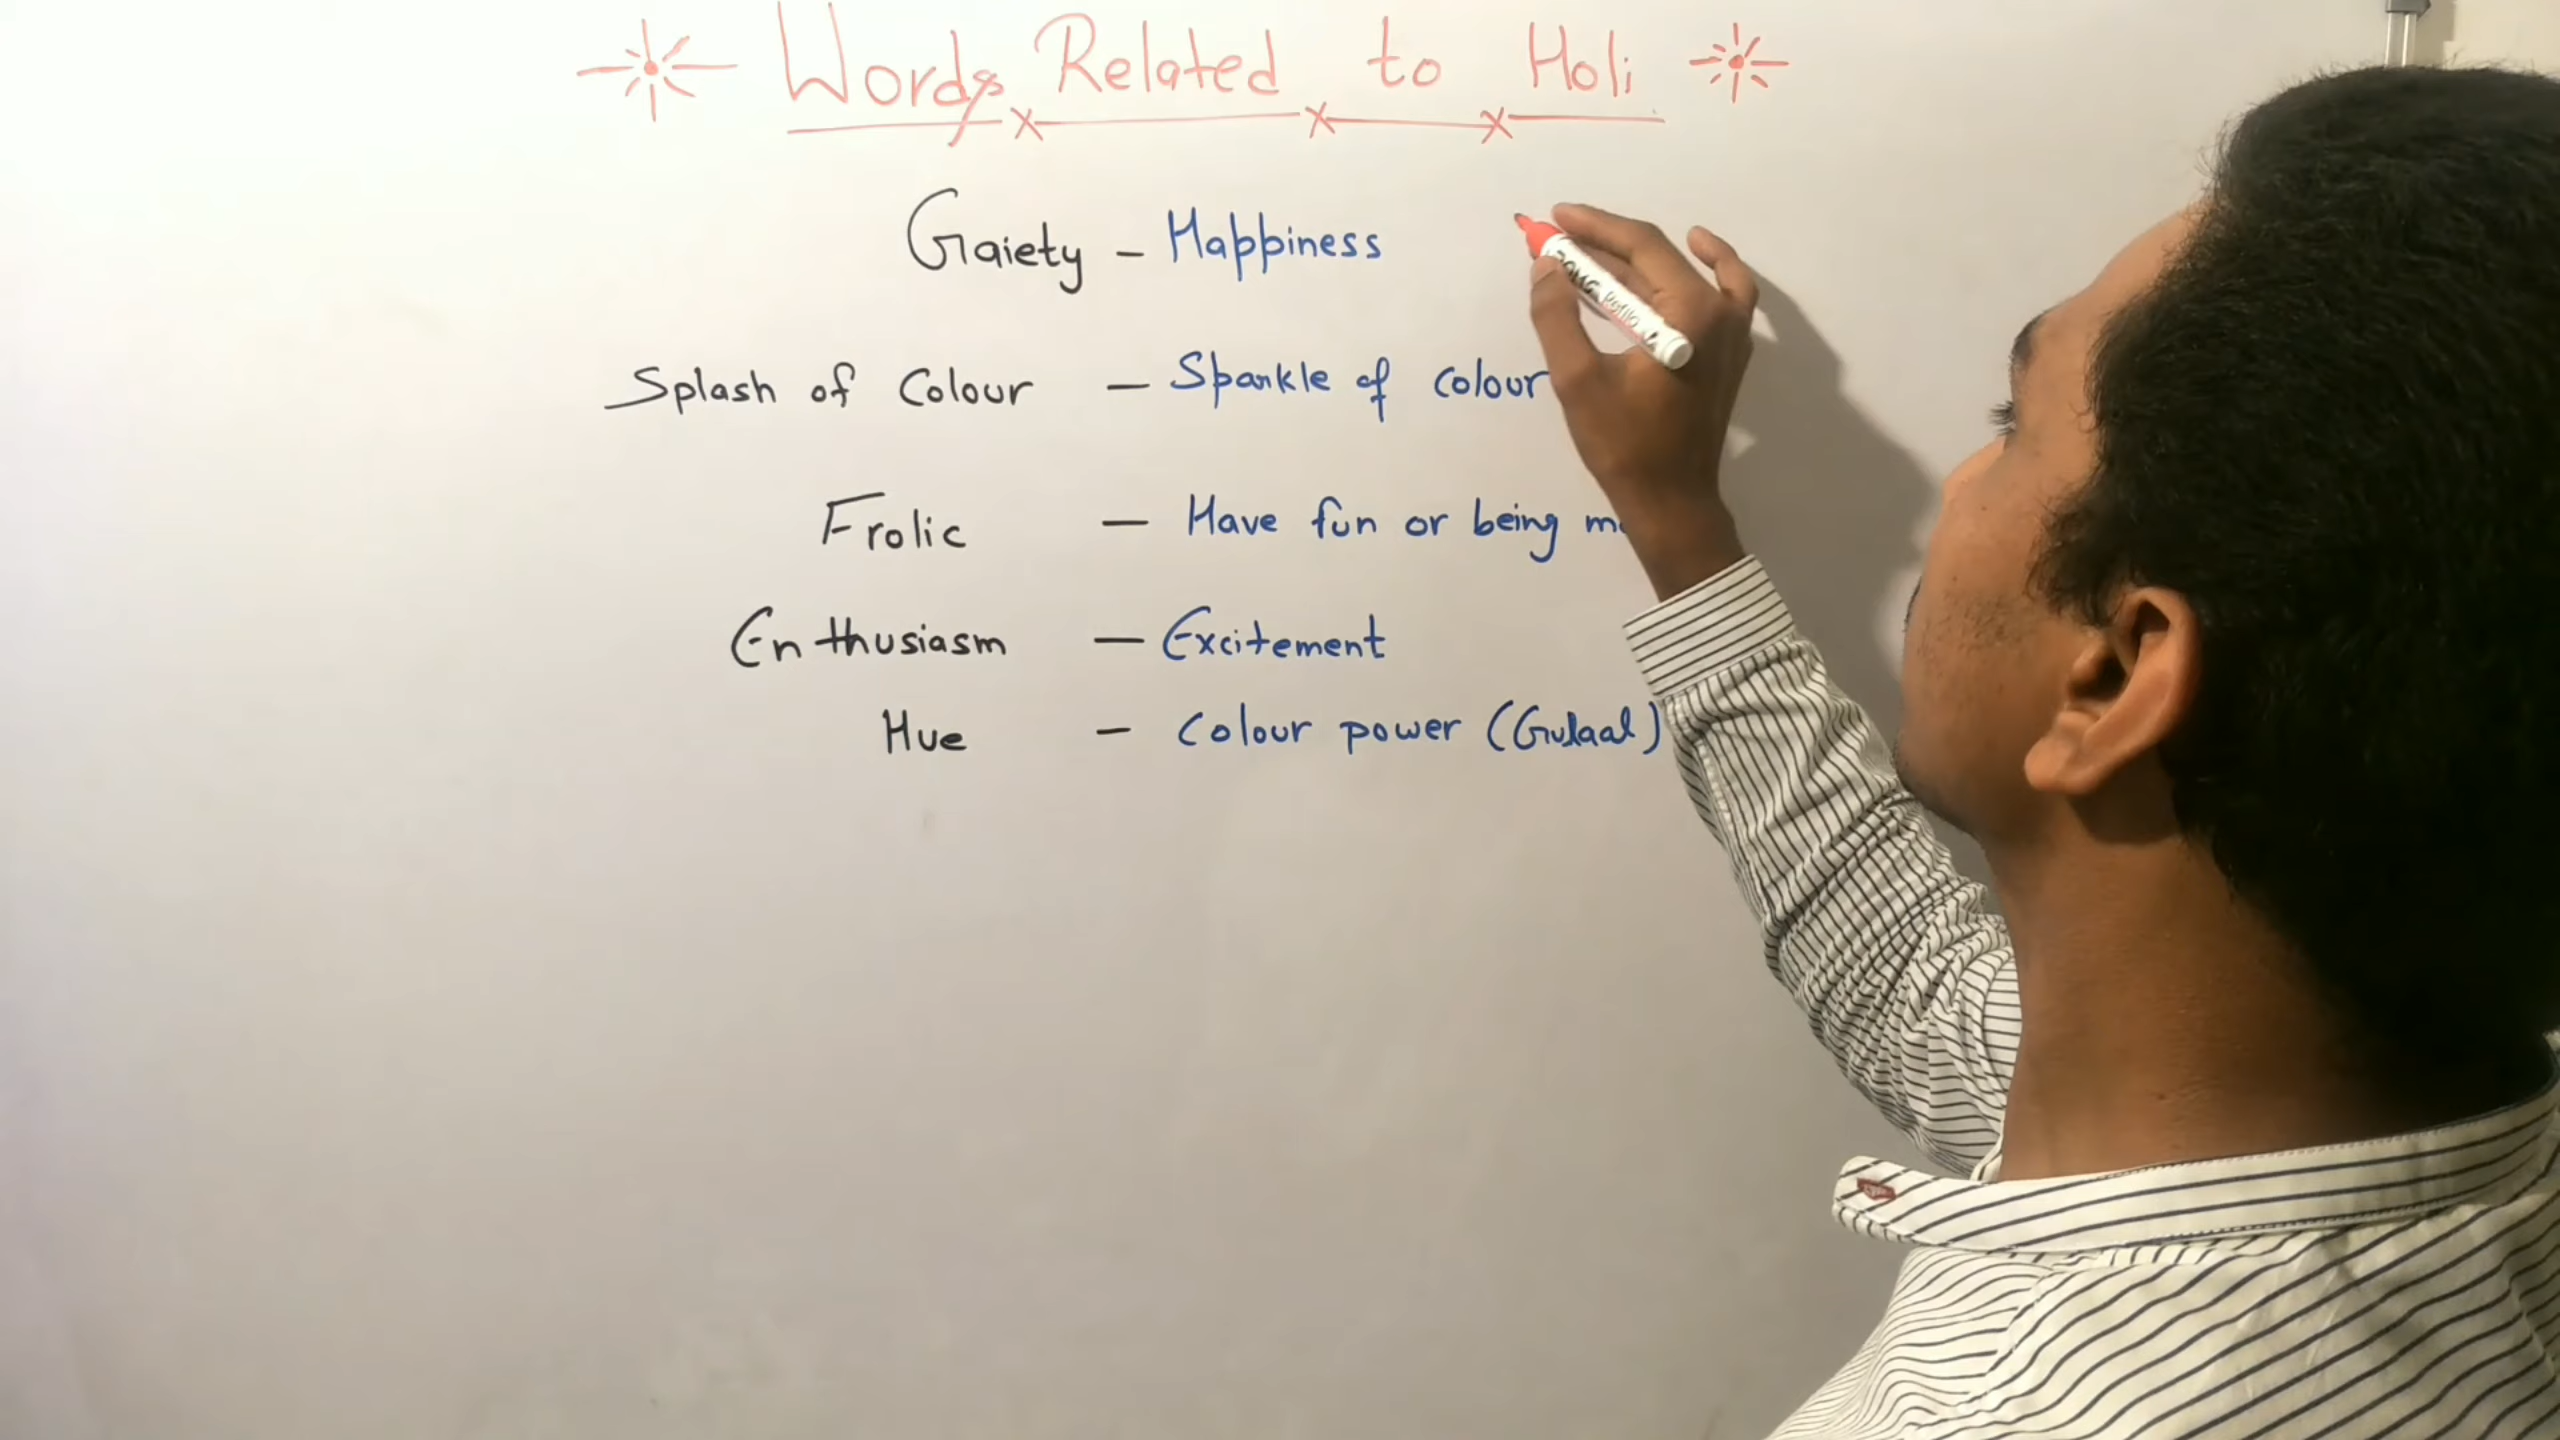 Words Related to Holi
Gaiety - Happiness
Splash of Colour - Sparkle of colour
Frolic - Have fun or being
Enthusiasm - Excitement
Hue - Colour power (Gulaal)